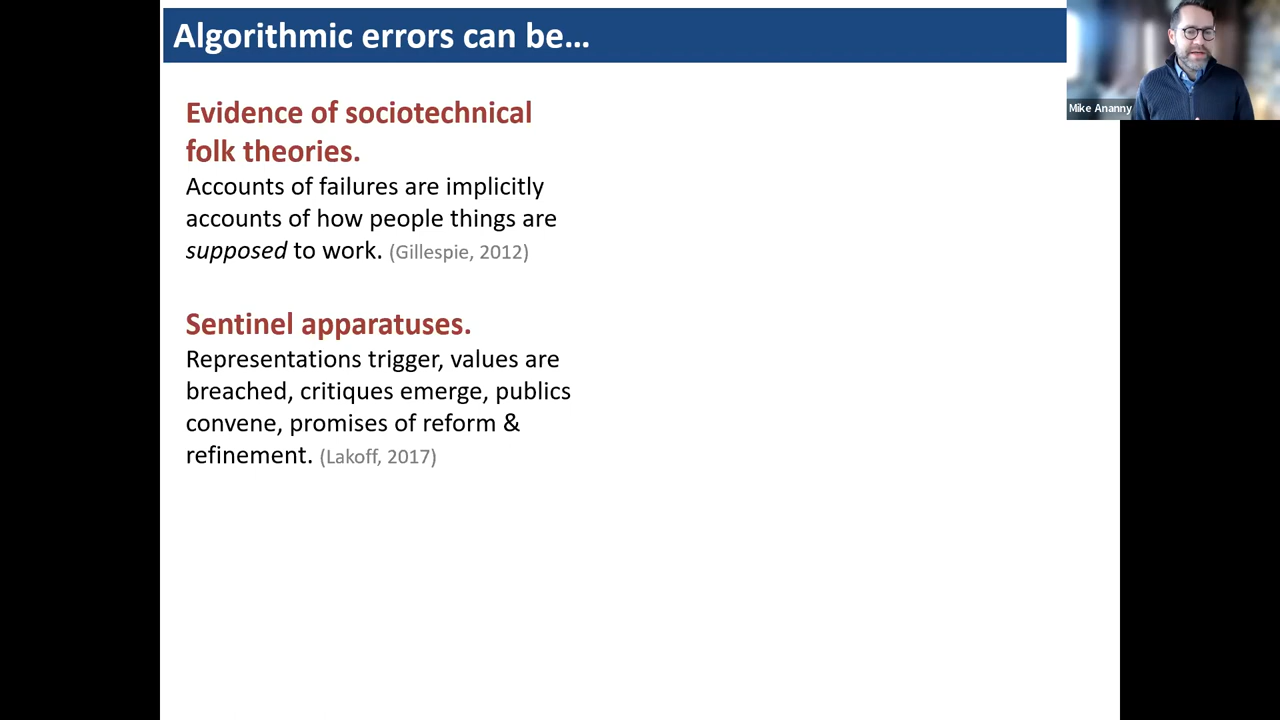 Algorithmic errors can be...
Mike Ananny
Evidence of sociotechnical
folk theories.
Accounts of failures are implicitly
accounts of how people things are
supposed to work. (Gillespie, 2012)
Sentinel apparatuses.
Representations trigger, values are
breached, critiques emerge, publics
convene, promises of reform &
refinement. (Lakoff, 2017)